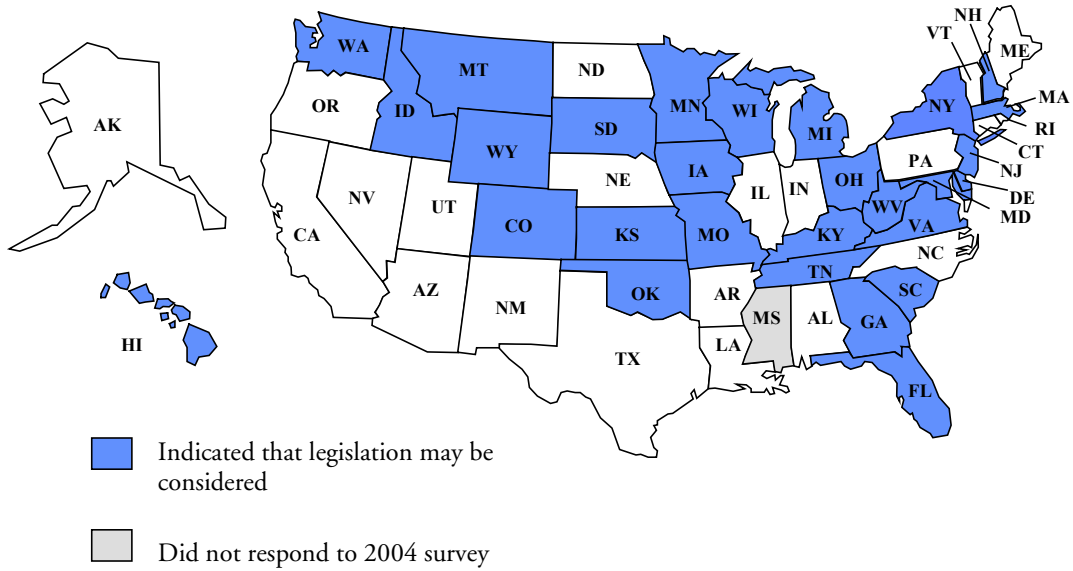 NH
VT
ME
WA
MT
ND
MN
OR
ID
WI
NY
MA
AK
SD
MI
RI
WY
CT
PA
IA
NJ
NE
IL
IN
OH
DE
NV
UT
WV
MD
CO
KS
MO
KY
VA
CA
NC
TN
AZ
OK
AR
SC
NM
MS
AL
GA
HI
LA
TX
FL
Indicated that legislation may be
considered
Did not respond to 2004 survey